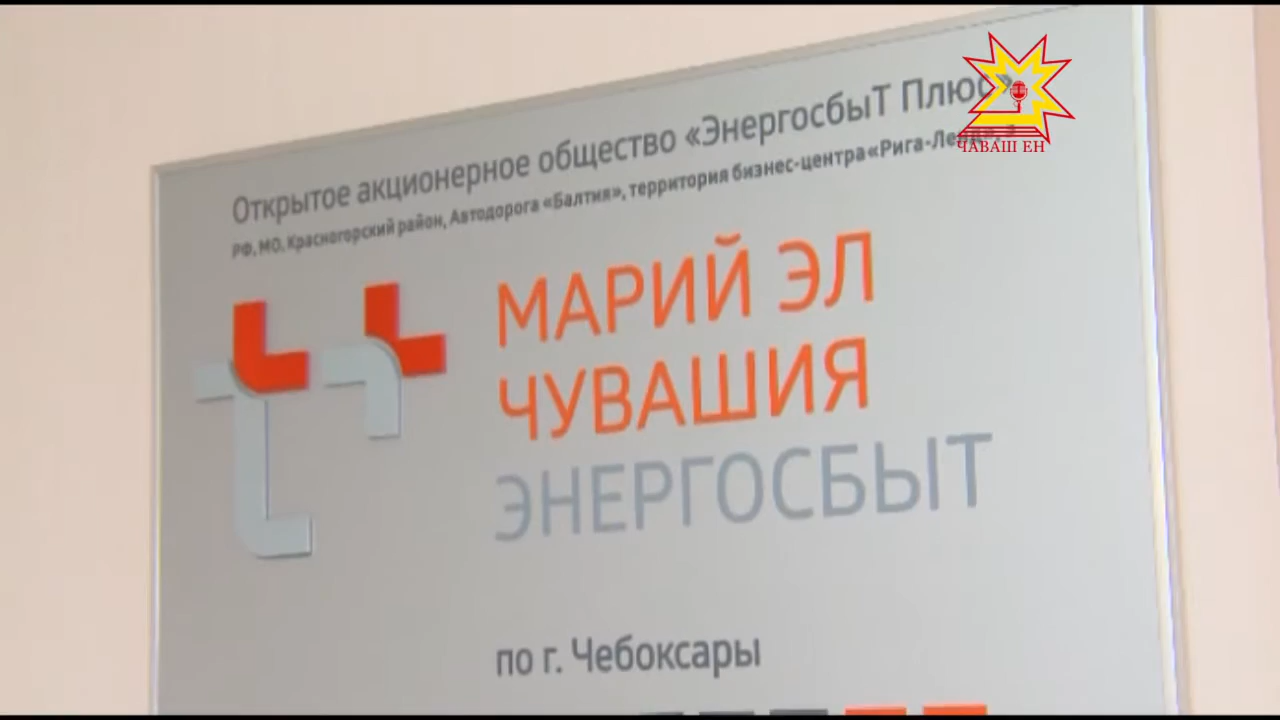 Открытое акционерное общество «ЭнергосбыТ Плюс»
РФ, МО, Красногорский район, Автодорога «Балтия», территория бизнес-центра «Рига-Ленд»,
ЧАВАШ ЕН
МАРИЙ ЭЛ
ЧУВАШИЯ
ЭНЕРГОСБЫТ
по г. Чебоксары